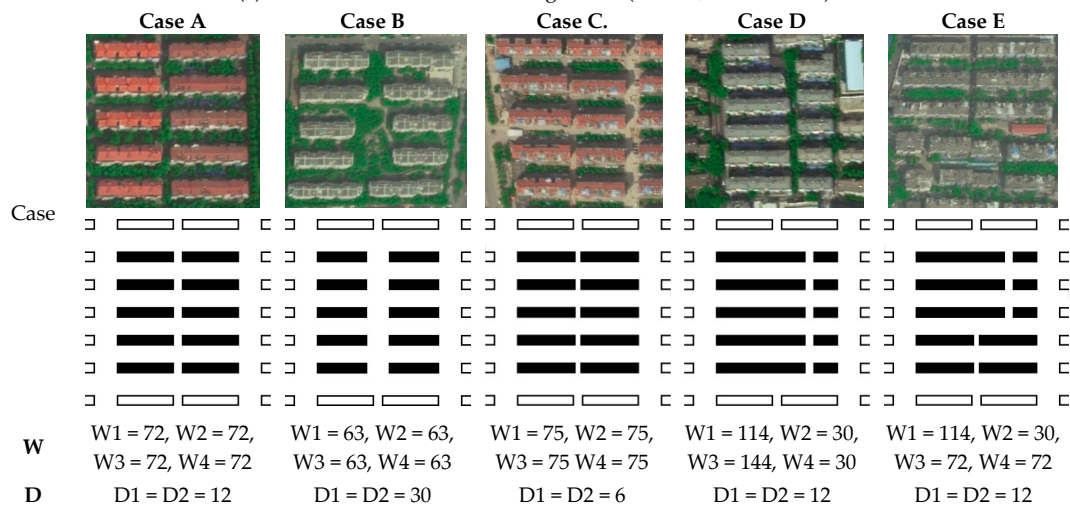 Case A Case B Case C. Case D Case E
Case
W1 = 72, W2 = 72, W1 = 63, W2 = 63, W1 = 75, W2 = 75, W1 = 114, W2 = 30, W1 = 114, W2 = 30,
W
W3 = 72, W4 = 72 W3 = 63, W4 = 63 W3 = 75 W4 = 75 W3 = 144, W4 = 30 W3 = 72, W4 = 72
D D1 = D2 = 12 D1 = D2 = 30 D1 = D2 = 6 D1 = D2 = 12 D1 = D2 = 12